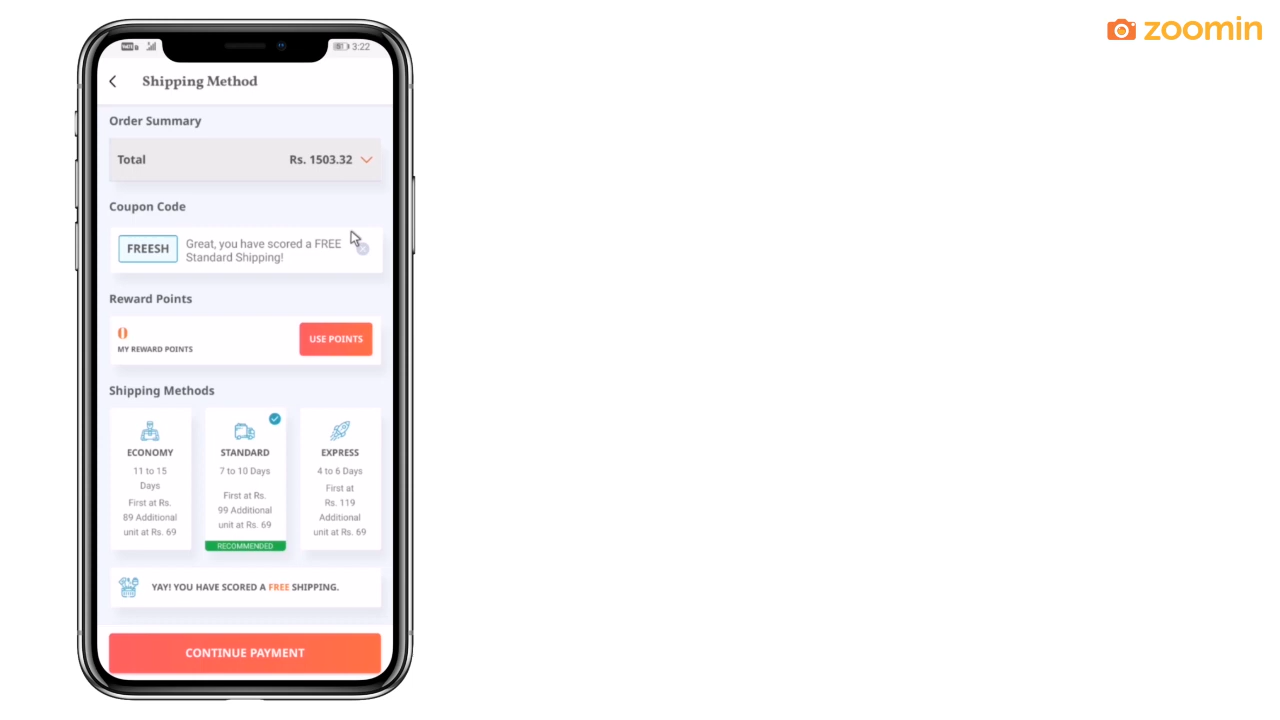 zoomin
3:22
Shipping Method
Order Summary
Total Rs. 1503.32
Coupon Code
FREESH
Great, you have scored a FREE
Standard Shipping!
Reward Points
0
MY REWARD POINTS
USE POINTS
Shipping Methods
ECONOMY
11 to 15
Days
First at Rs.
89 Additional
unit at Rs. 69
STANDARD
7 to 10 Days
First at Rs.
99 Additional
unit at Rs. 69
RECOMMENDED
EXPRESS
4 to 6 Days
First at
Rs. 119
Additional
unit at Rs. 69
YAY! YOU HAVE SCORED A FREE SHIPPING.
CONTINUE PAYMENT